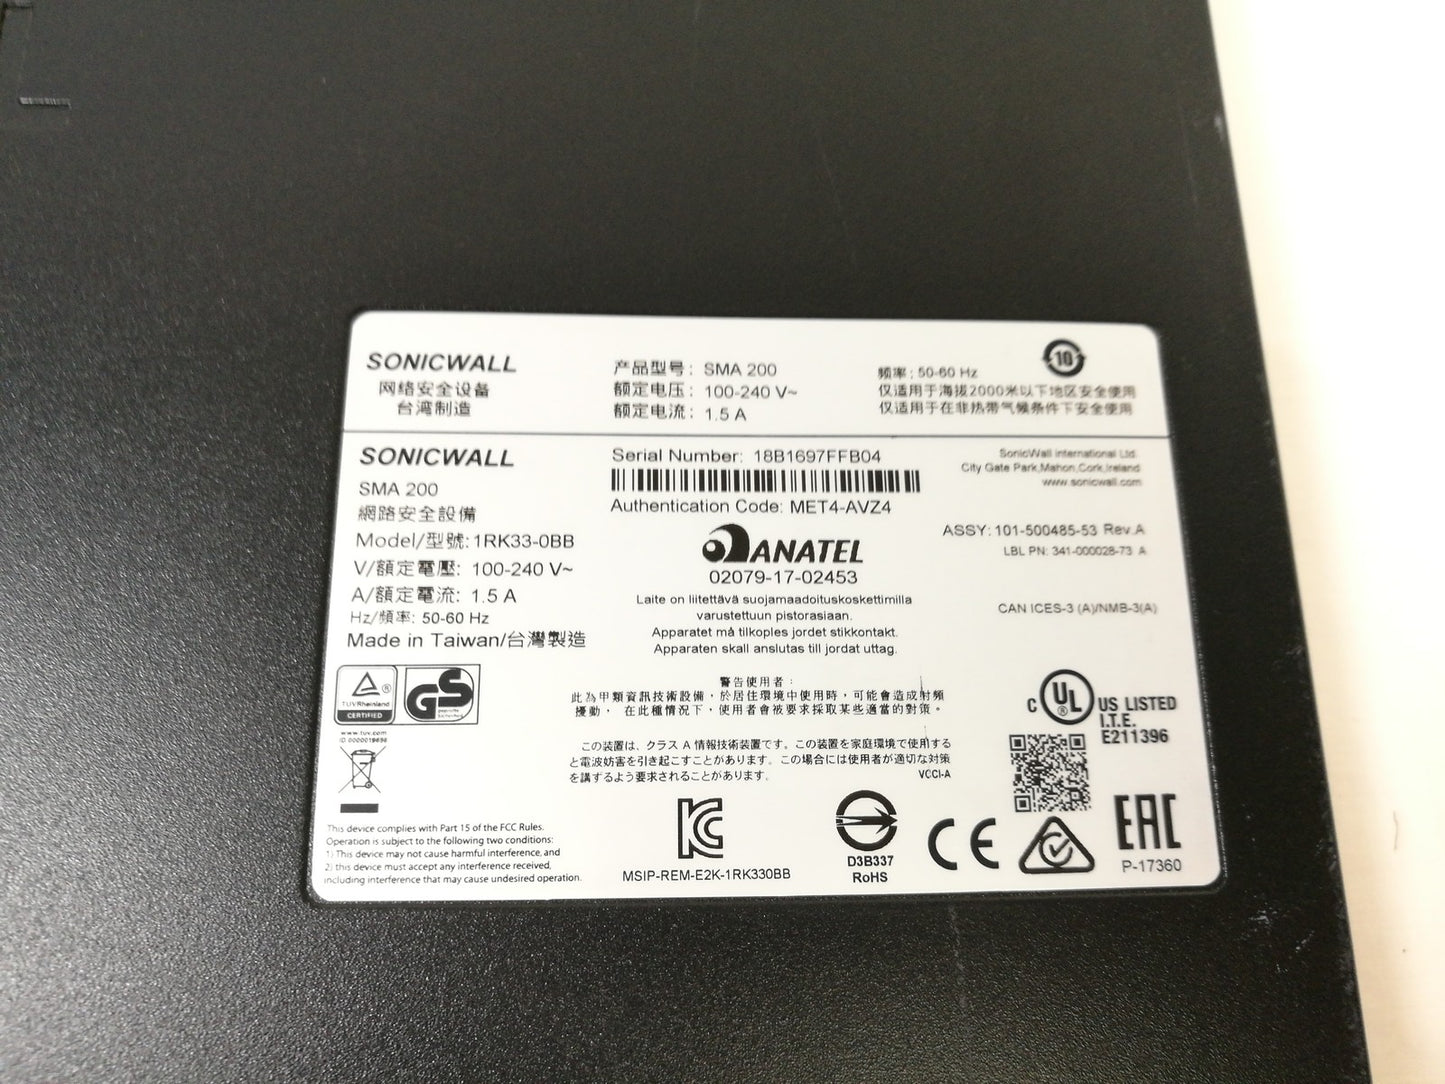 SONICWALL
网络安全设备
台湾制造
产品型号: SMA 200
额定电压: 100-240 V~
额定电流: 1.5 A
频率: 50-60 Hz
10
仅适用于海拔2000米以下地区安全使用
仅适用于在非热带气候条件下安全使用
SONICWALL
SMA 200
網路安全設備
Model/型號: 1RK33-0BB
V/額定電壓: 100-240 V~
A/額定電流: 1.5 A
Hz/頻率: 50-60 Hz
Made in Taiwan/台灣製造
Serial Number: 18B1697FFB04
Authentication Code: MET4-AVZ4
ANATEL
02079-17-02453
Laite on liitettävä suojamaadoituskoskettimilla
varustettuun pistorasiaan.
Apparatet må tilkoples jordet stikkontakt.
Apparaten skall anslutas till jordat uttag.
SonicWall International Ltd.
City Gate Park,Mahon,Cork,Ireland
www.sonicwall.com
ASSY: 101-500485-53 Rev.A
LBL PN: 341-000028-73 A
CAN ICES-3 (A)/NMB-3(A)
TÜVRheinland
CERTIFIED
GS
geprüfte
Sicherheit
www.tuv.com
警告使用者：
此為甲類資訊技術設備，於居住環境中使用時，可能會造成射頻
擾動，在此種情況下，使用者會被要求採取某些適當的對策。
この装置は、クラス A 情報技術装置です。この装置を家庭環境で使用する
と電波妨害を引き起こすことがあります。この場合には使用者が適切な対策
を講ずるよう要求されることがあります.
VCCI-A
C UL ® US LISTED
I.T.E.
E211396
This device complies with Part 15 of the FCC Rules.
Operation is subject to the following two conditions:
1) This device may not cause harmful interference, and
2) this device must accept any interference received,
including interference that may cause undesired operation.
MSIP-REM-E2K-1RK330BB
D3B337
RoHS
CE
EAC
P-17360